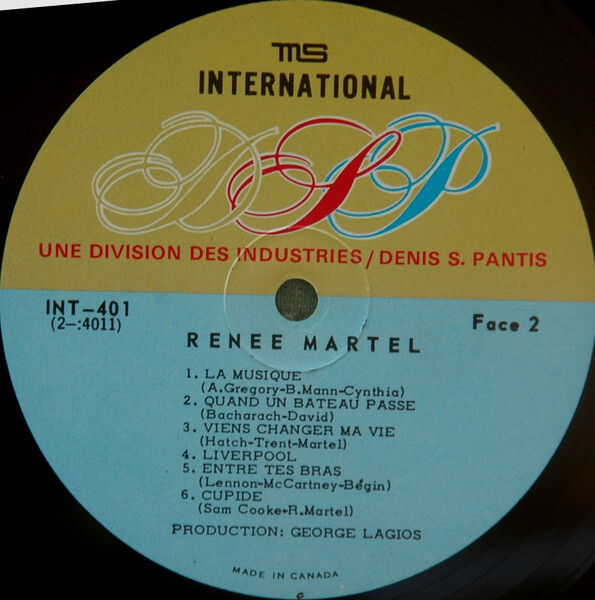 MS
INTERNATIONAL
DSP
UNE DIVISION DES INDUSTRIES / DENIS S. PANTIS
INT-401
(2-:4011)
Face 2
RENEE MARTEL
1. LA MUSIQUE
(A.Gregory-B.Mann-Cynthia)
2. QUAND UN BATEAU PASSE
(Bacharach-David)
3. VIENS CHANGER MA VIE
(Hatch-Trent-Martel)
4. LIVERPOOL
5. ENTRE TES BRAS
(Lennon-McCartney-Bégin)
6. CUPIDE
(Sam Cooke-R.Martel)
PRODUCTION: GEORGE LAGIOS
MADE IN CANADA